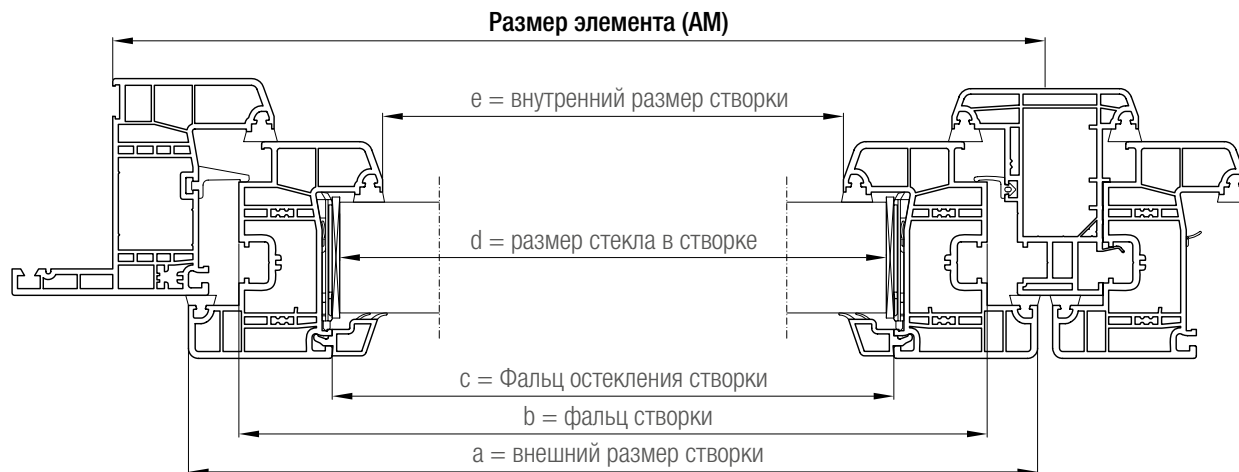 Размер элемента (AM)
e = внутренний размер створки
d = размер стекла в створке
c = Фальц остекления створки
b = фальц створки
a = внешний размер створки